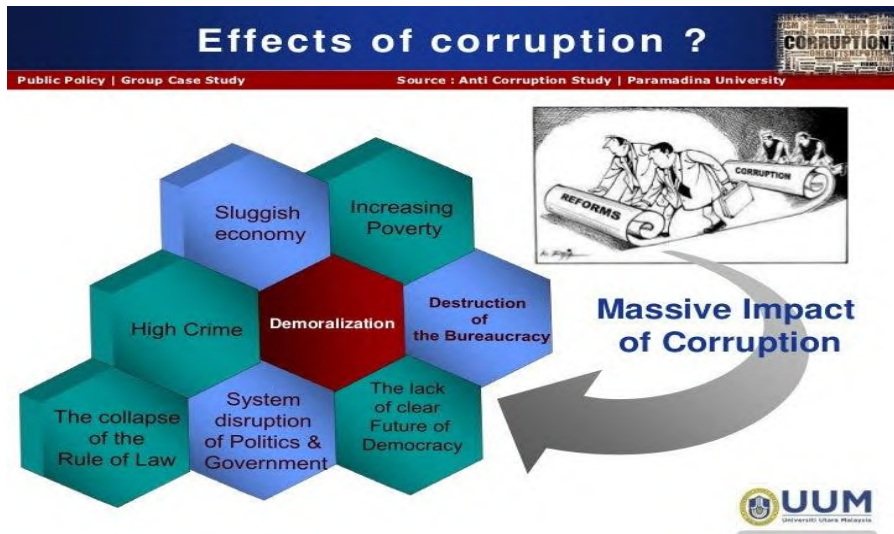 Effects of corruption ?
CORRUPTION
Public Policy | Group Case Study
Source : Anti Corruption Study | Paramadina University
REFORMS
CORRUPTION
Sluggish
economy
Increasing
Poverty
High Crime
Demoralization
Destruction
of
the Bureaucracy
The collapse
of the
Rule of Law
System
disruption
of Politics &
Government
The lack
of clear
Future of
Democracy
Massive Impact
of Corruption
UUM
Universiti Utara Malaysia